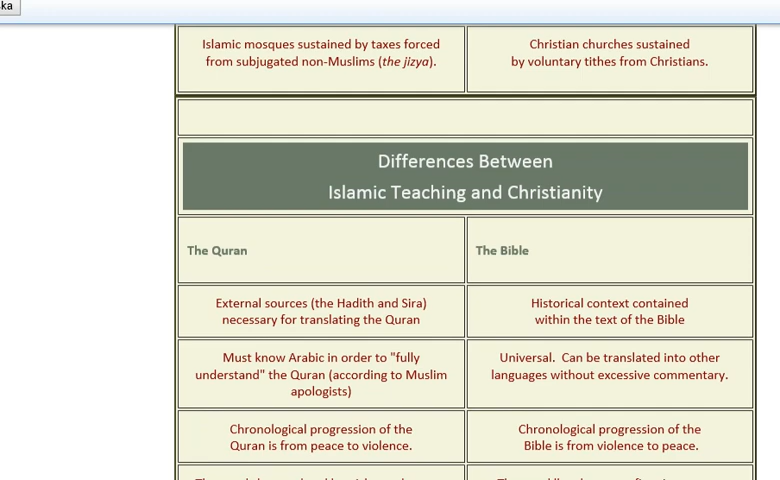 ska
Islamic mosques sustained by taxes forced
from subjugated non-Muslims (the jizya).
Christian churches sustained
by voluntary tithes from Christians.
Differences Between
Islamic Teaching and Christianity
The Quran
The Bible
External sources (the Hadith and Sira)
necessary for translating the Quran
Historical context contained
within the text of the Bible
Must know Arabic in order to "fully
understand" the Quran (according to Muslim
apologists)
Universal.  Can be translated into other
languages without excessive commentary.
Chronological progression of the
Quran is from peace to violence.
Chronological progression of the
Bible is from violence to peace.